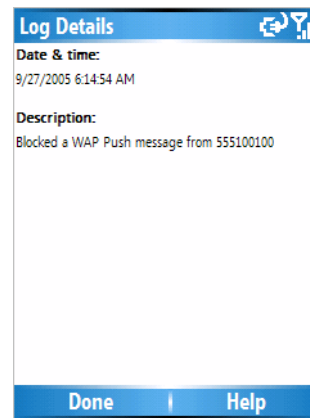 Log Details
Date & time:
9/27/2005 6:14:54 AM
Description:
Blocked a WAP Push message from 555100100
Done
Help